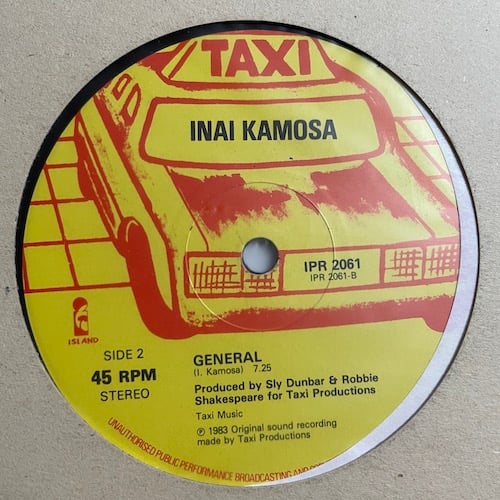 TAXI
INAI KAMOSA
IPR 2061
IPR 2061-B
ISLAND
SIDE 2
45 RPM
STEREO
GENERAL
(I. Kamosa) 7.25
Produced by Sly Dunbar & Robbie
Shakespeare for Taxi Productions
Taxi Music
℗ 1983 Original sound recording
made by Taxi Productions
UNAUTHORISED PUBLIC PERFORMANCE BROADCASTING AND